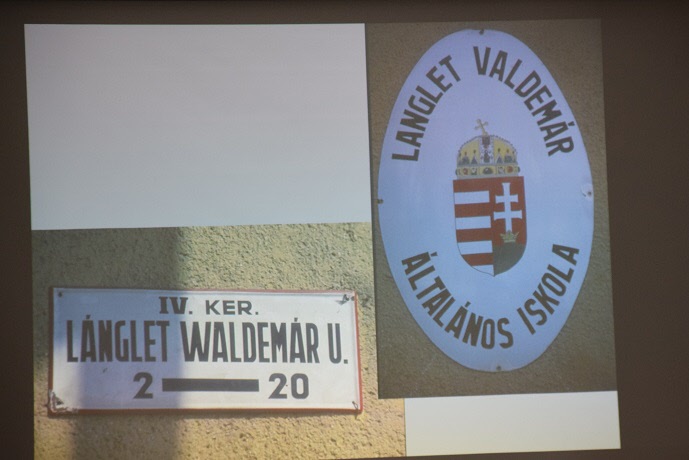 IV. KER.
LÁNGLET WALDEMÁR U.
2 — 20
LANGLET VALDEMÁR
ÁLTALÁNOS ISKOLA